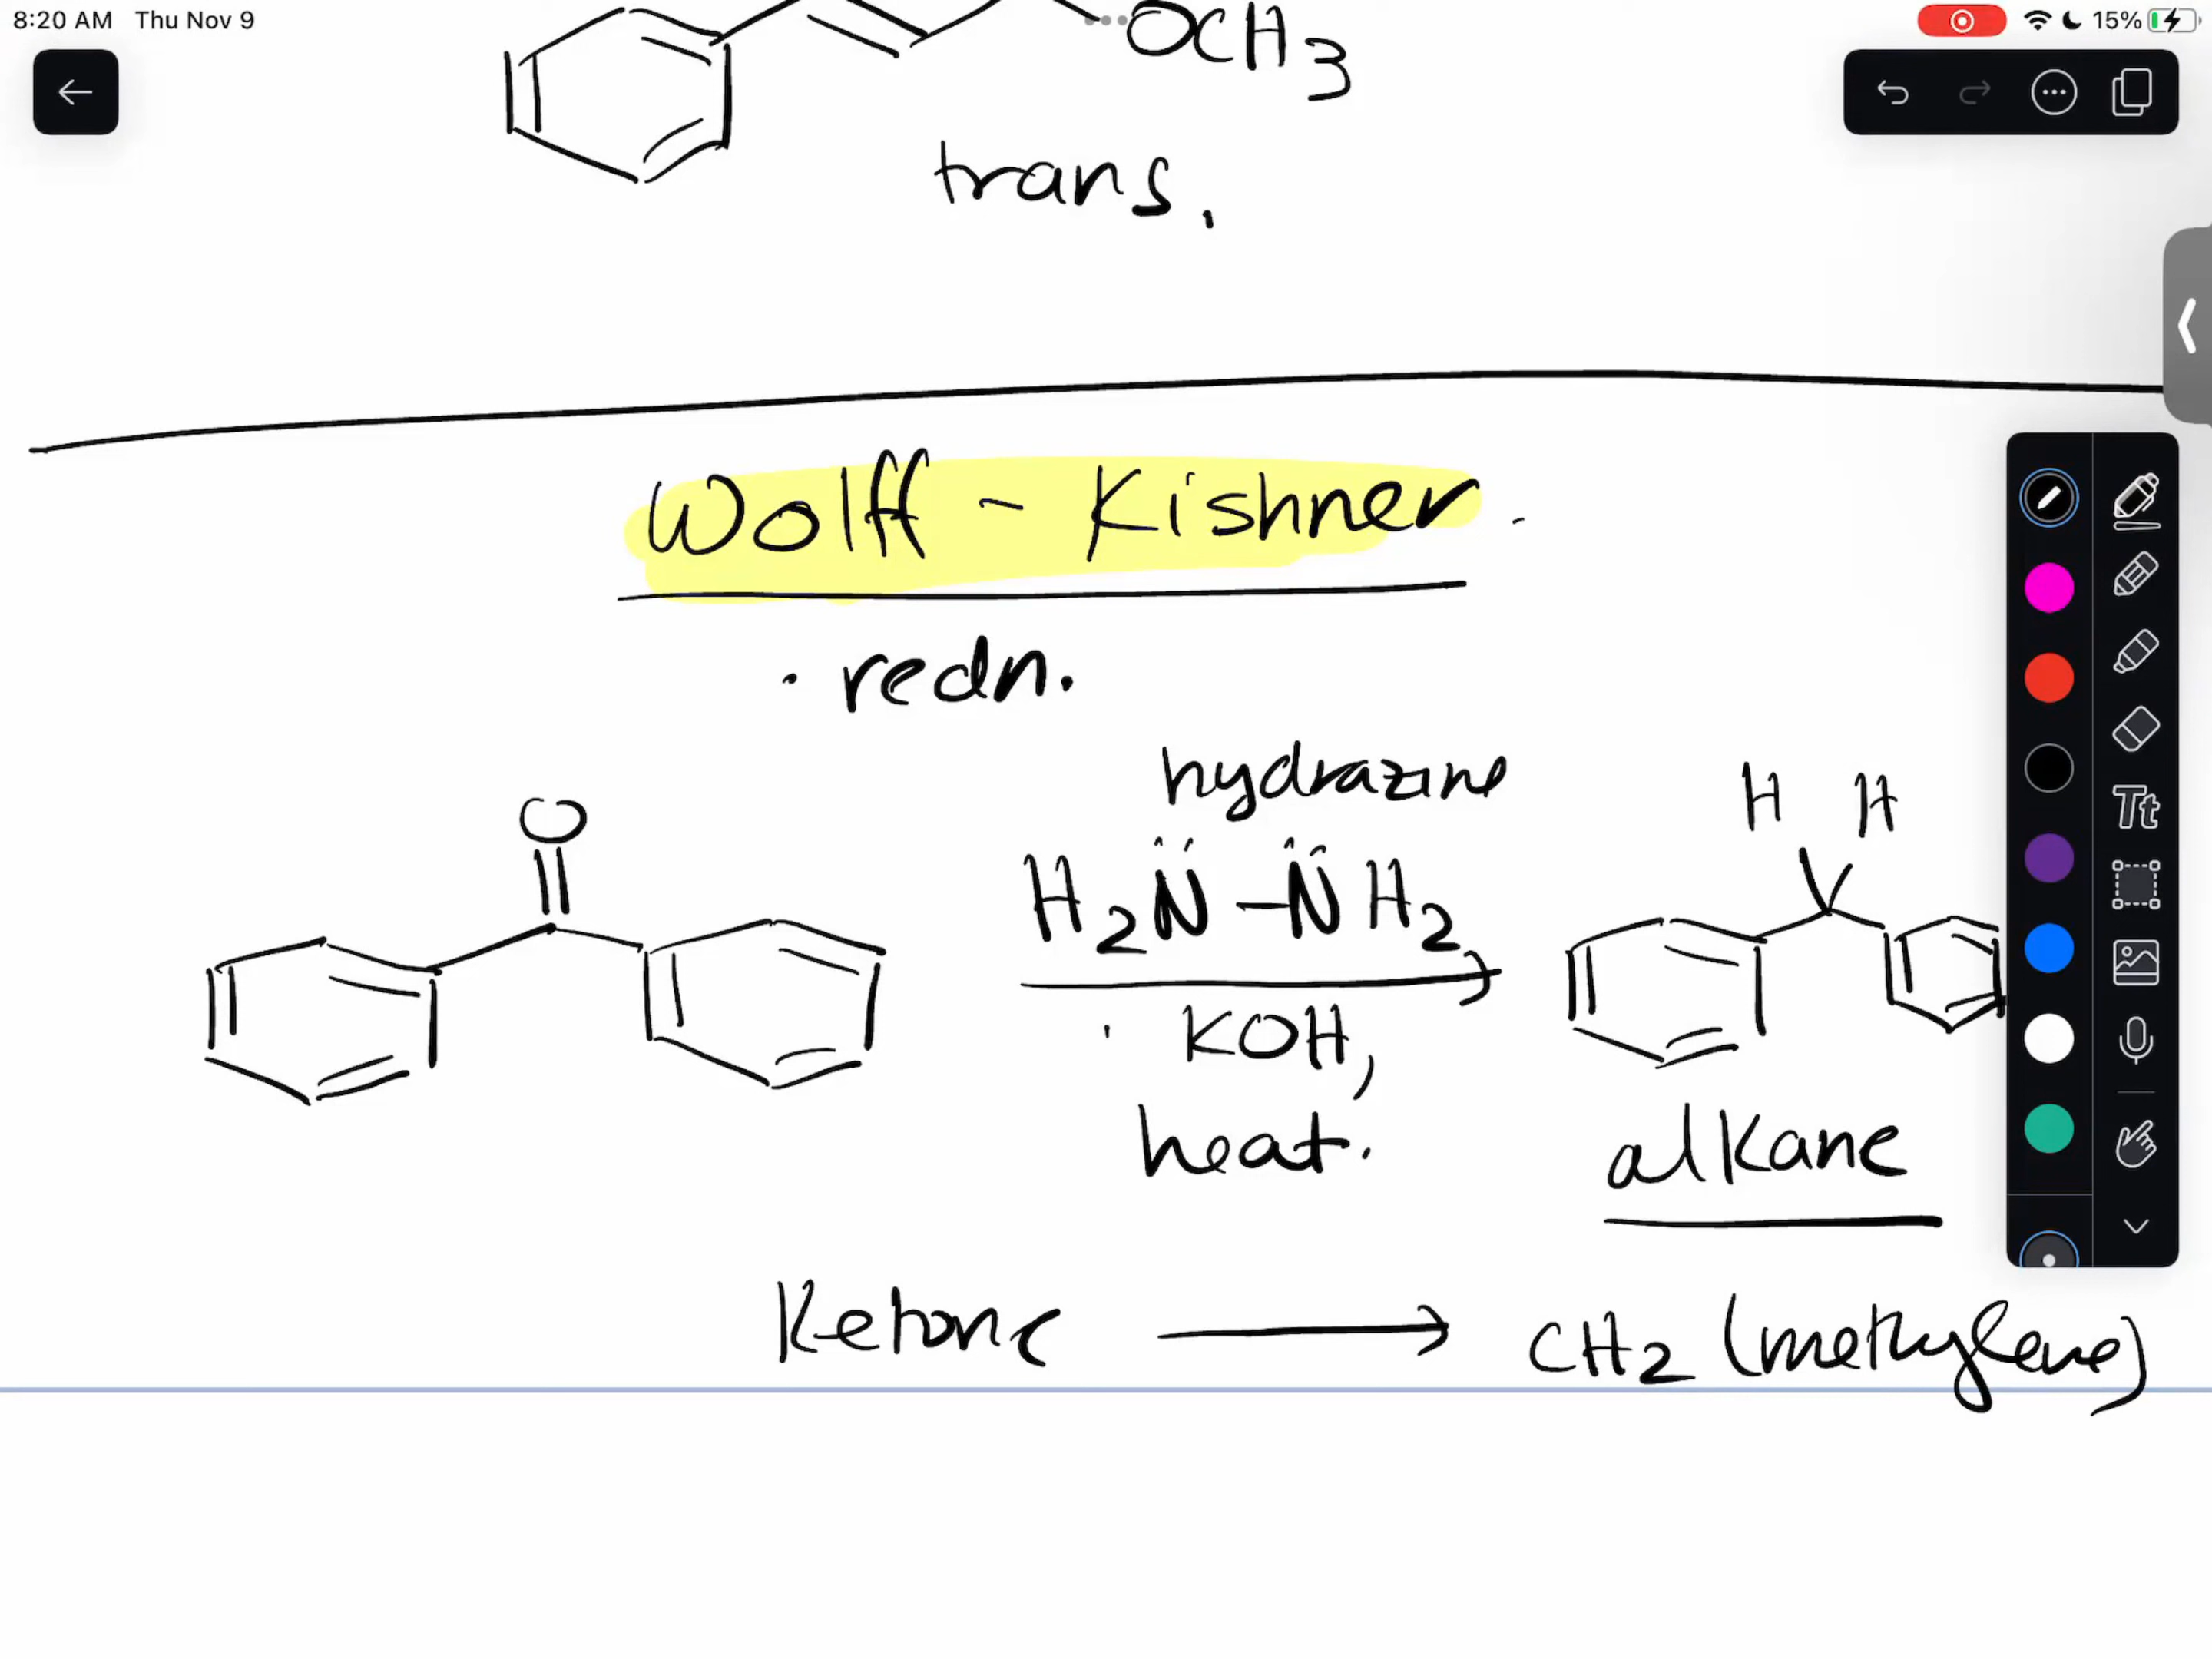 8:20 AM Thu Nov 9
15%
OCH3
trans.
Wolff - Kishner.
· redn.
hydrazine
O
H2N̈-N̈H2
H H
· KOH,
heat.
alkane
Tt
Ketone → CH2 (methylene)